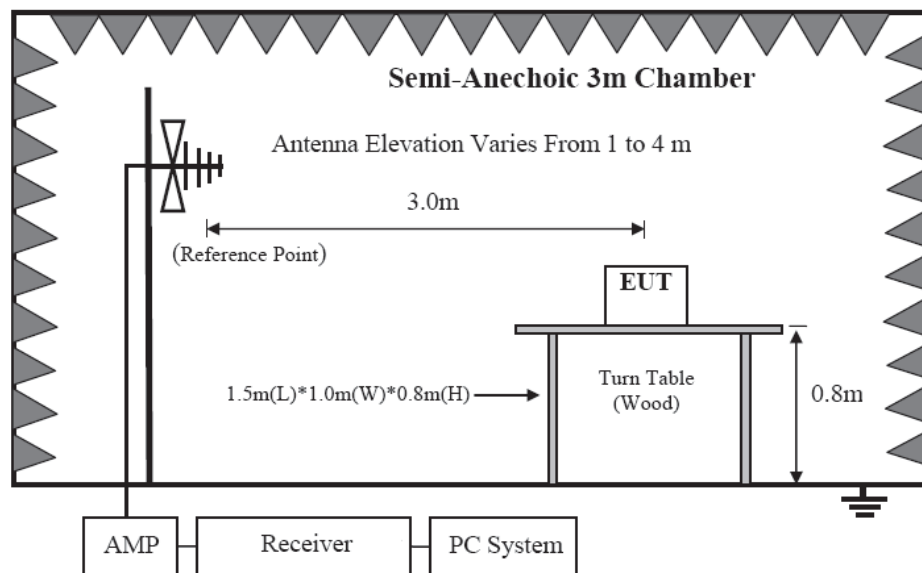 Semi-Anechoic 3m Chamber
Antenna Elevation Varies From 1 to 4 m
3.0m
(Reference Point)
EUT
1.5m(L)*1.0m(W)*0.8m(H)
Turn Table
(Wood)
0.8m
AMP
Receiver
PC System